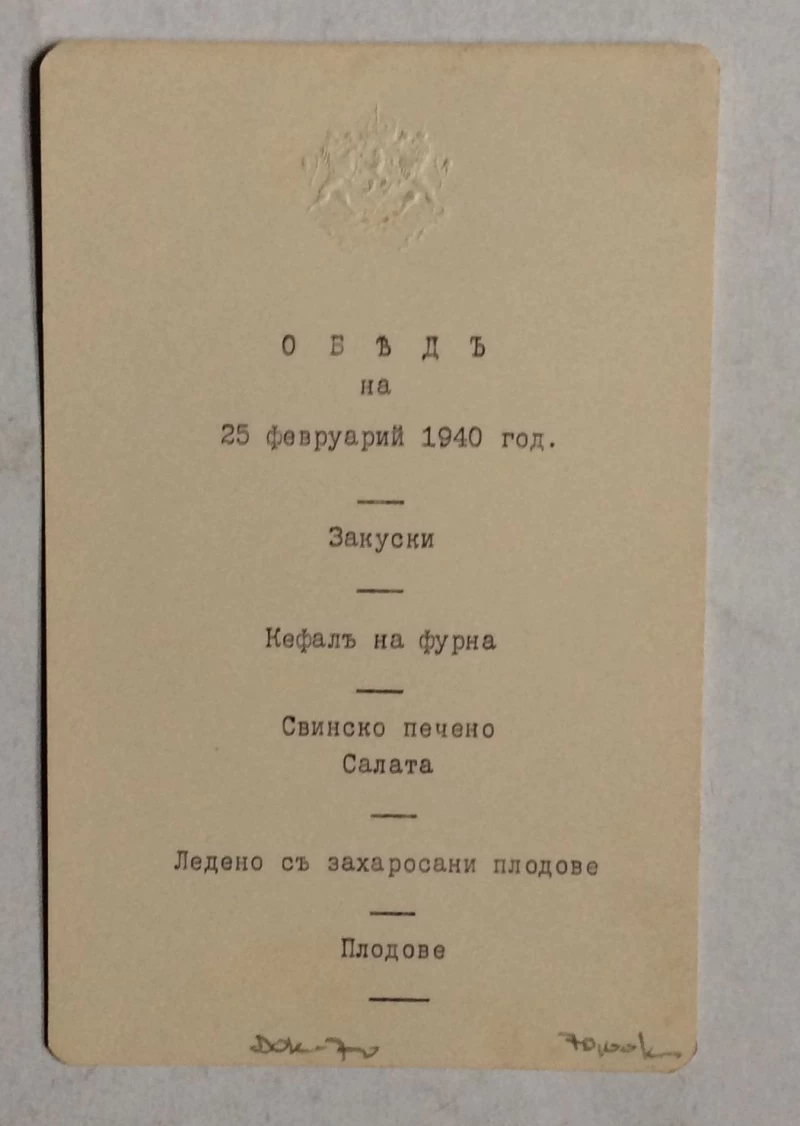 О Б Ѣ Д Ъ
на
25 февруарий 1940 год.
Закуски
Кефалъ на фурна
Свинско печено
Салата
Ледено съ захаросани плодове
Плодове